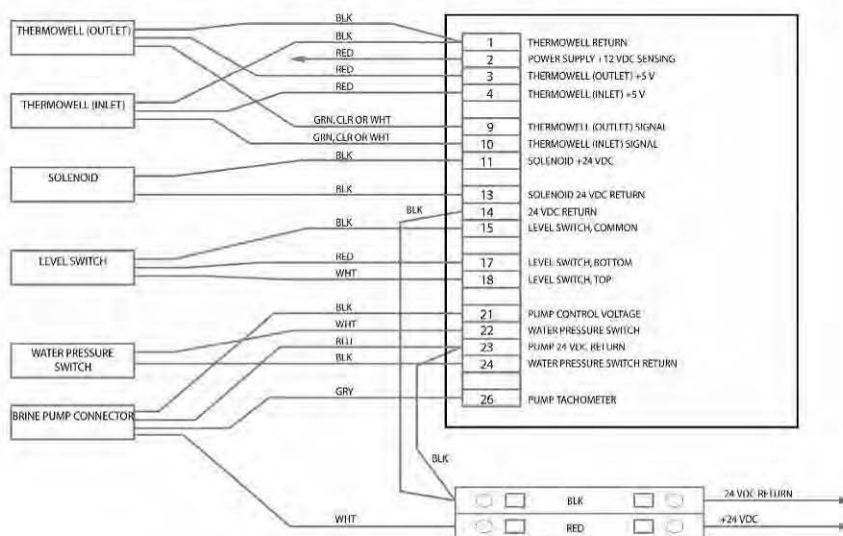 BLK
THERMOWELL (OUTLET)
BLK
1 THERMOWELL RETURN
RED
2 POWER SUPPLY +12 VDC SENSING
RED
3 THERMOWELL (OUTLET) +5 V
RED
4 THERMOWELL (INLET) +5 V
THERMOWELL (INLET)
GRN, CLR OR WHT
9 THERMOWELL (OUTLET) SIGNAL
GRN, CLR OR WHT
10 THERMOWELL (INLET) SIGNAL
BLK
11 SOLENOID +24 VDC
SOLENOID
BLK
13 SOLENOID 24 VDC RETURN
BLK
14 24 VDC RETURN
BLK
15 LEVEL SWITCH, COMMON
LEVEL SWITCH
RED
17 LEVEL SWITCH, BOTTOM
WHT
18 LEVEL SWITCH, TOP
BLK
21 PUMP CONTROL VOLTAGE
WHT
22 WATER PRESSURE SWITCH
BLU
23 PUMP 24 VDC RETURN
WATER PRESSURE
SWITCH
BLK
24 WATER PRESSURE SWITCH RETURN
GRY
26 PUMP TACHOMETER
BRINE PUMP CONNECTOR
BLK
BLK
24 VDC RETURN
WHT
RED
+24 VDC